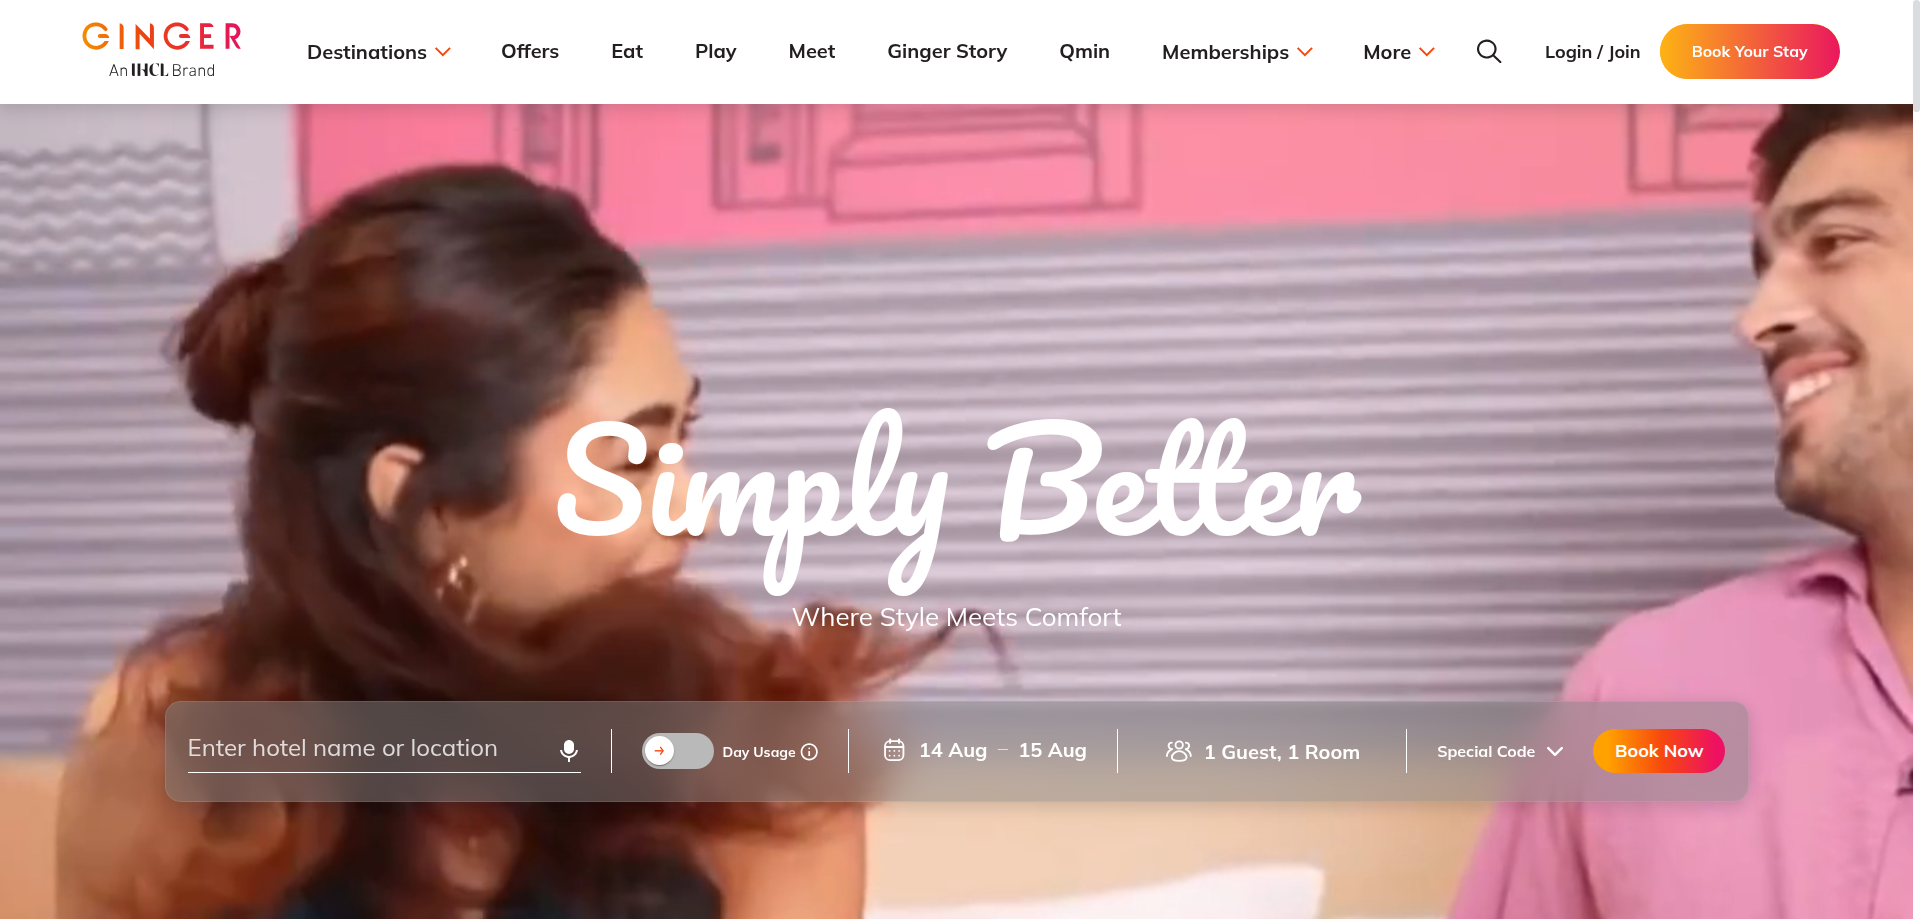 GINGER
An IHCL Brand
Destinations Offers Eat Play Meet Ginger Story Qmin Memberships More Login / Join Book Your Stay
Simply Better
Where Style Meets Comfort
Enter hotel name or location Day Usage 14 Aug – 15 Aug 1 Guest, 1 Room Special Code Book Now